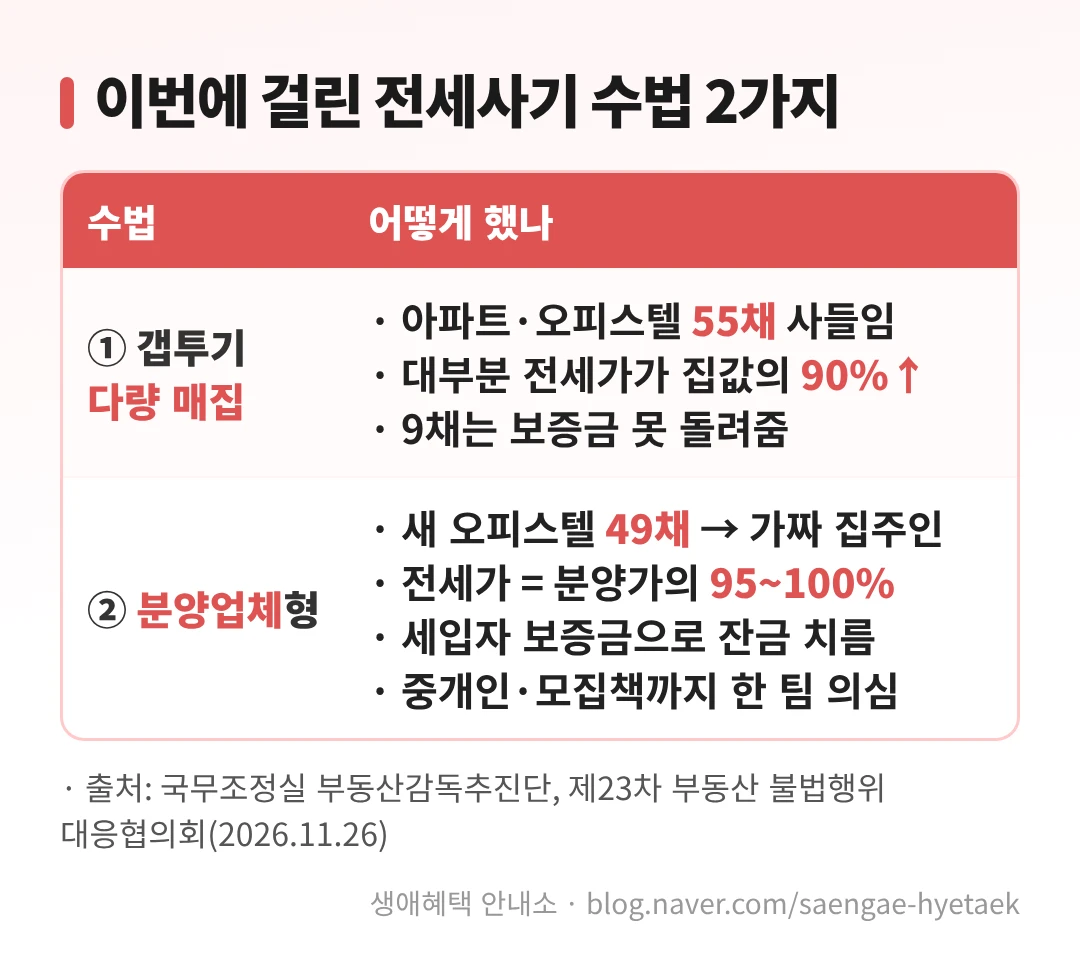 이번에 걸린 전세사기 수법 2가지
수법 어떻게 했나
① 갭투기
다량 매집
· 아파트·오피스텔 55채 사들임
· 대부분 전세가가 집값의 90%↑
· 9채는 보증금 못 돌려줌
② 분양업체형
· 새 오피스텔 49채 → 가짜 집주인
· 전세가 = 분양가의 95~100%
· 세입자 보증금으로 잔금 치름
· 중개인·모집책까지 한 팀 의심
· 출처: 국무조정실 부동산감독추진단, 제23차 부동산 불법행위
대응협의회(2026.11.26)
생애혜택 안내소 · blog.naver.com/saengae-hyetaek